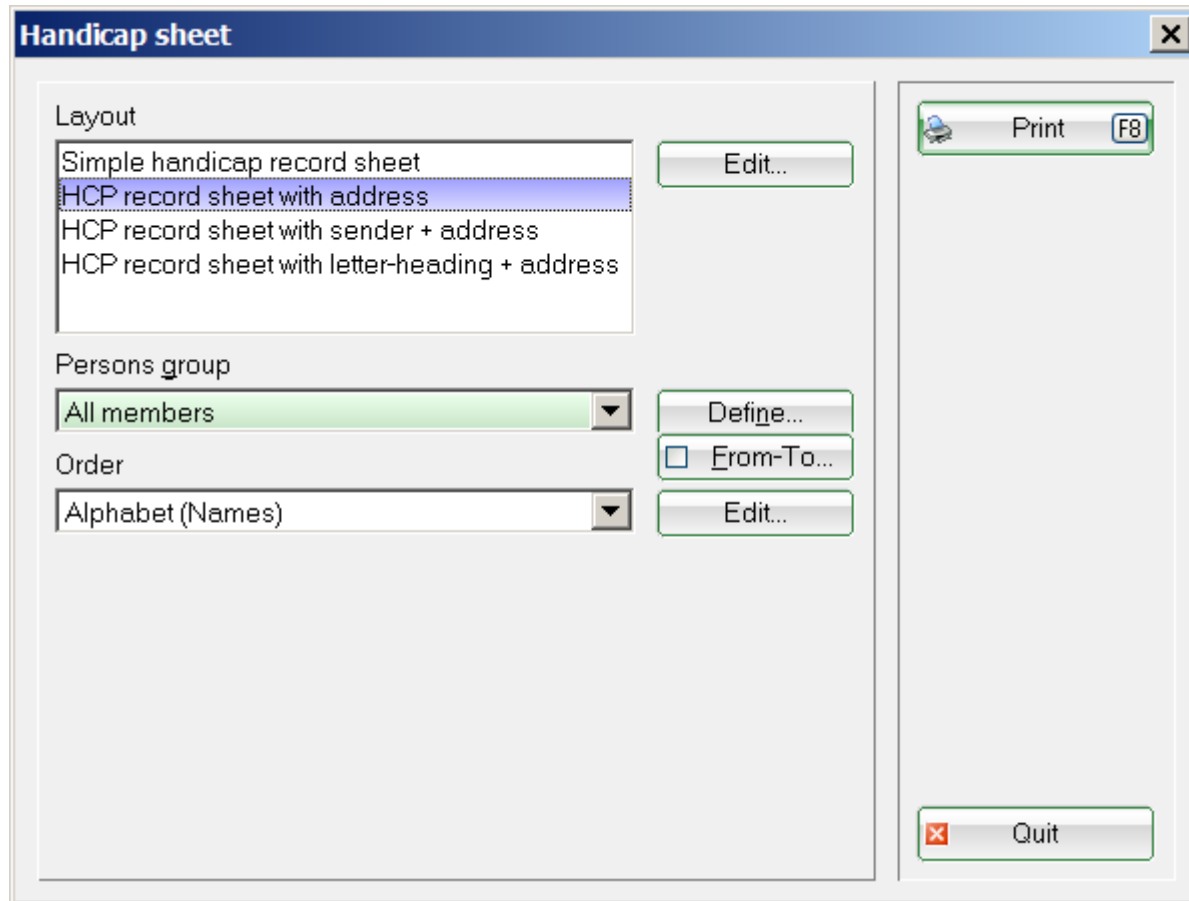 Handicap sheet
Layout
Simple handicap record sheet
HCP record sheet with address
HCP record sheet with sender + address
HCP record sheet with letter-heading + address
Edit...
Persons group
All members
Define...
From-To...
Order
Alphabet (Names)
Edit...
Print F8
Quit